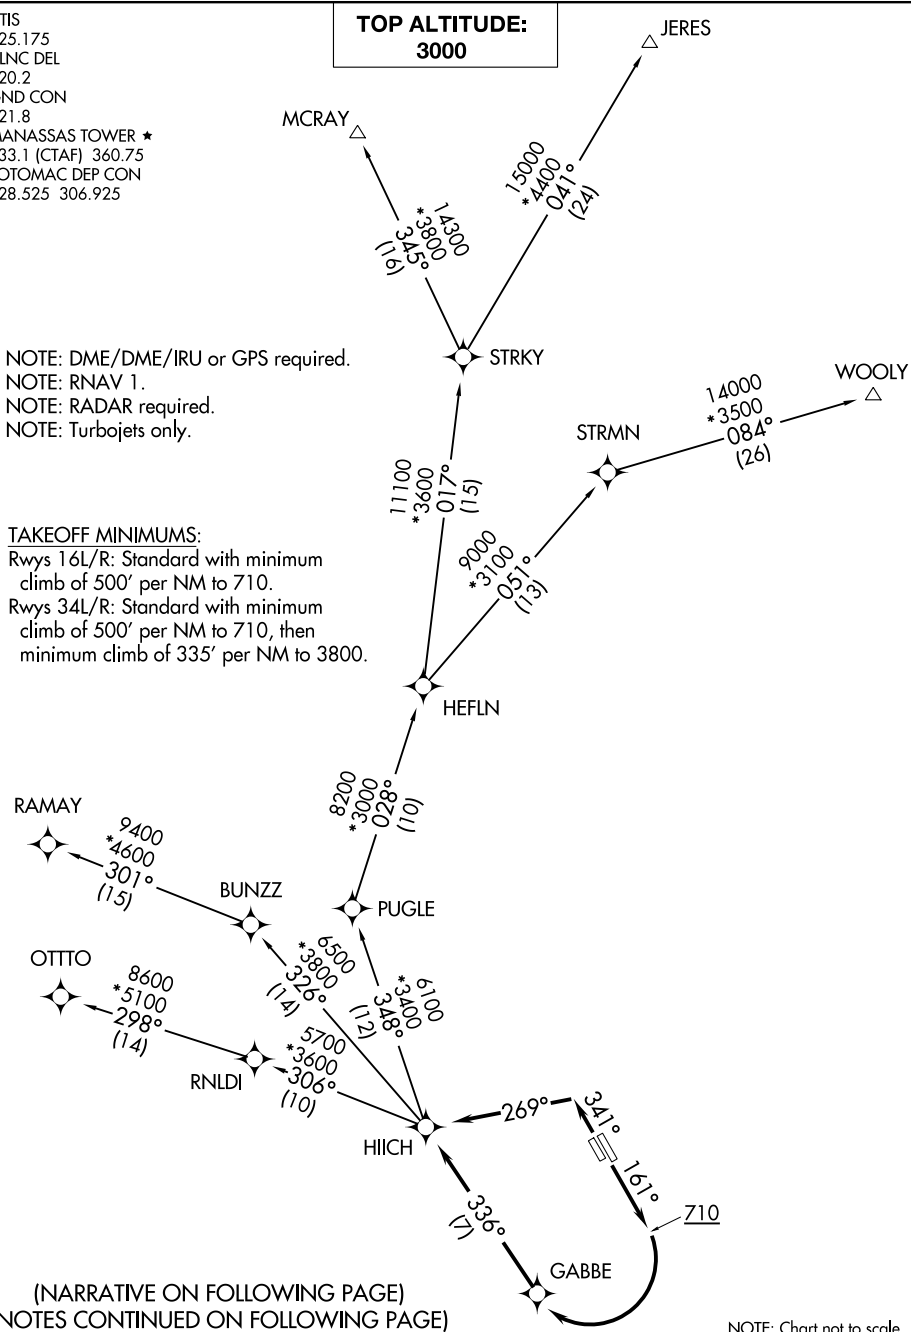 TIS
25.175
LNC DEL
20.2
ND CON
21.8
ANASSAS TOWER ★
33.1 (CTAF) 360.75
OTOMAC DEP CON
28.525 306.925
TOP ALTITUDE:
3000
JERES
MCRAY
15000
*4400
041°
(24)
14300
*3800
345°
(16)
NOTE: DME/DME/IRU or GPS required.
NOTE: RNAV 1.
NOTE: RADAR required.
NOTE: Turbojets only.
STRKY
WOOLY
14000
*3500
084°
(26)
STRMN
11100
*3600
017°
(15)
9000
*3100
051°
(13)
TAKEOFF MINIMUMS:
Rwys 16L/R: Standard with minimum
climb of 500' per NM to 710.
Rwys 34L/R: Standard with minimum
climb of 500' per NM to 710, then
minimum climb of 335' per NM to 3800.
HEFLN
8200
*3000
028°
(10)
RAMAY
9400
*4600
301°
(15)
BUNZZ
PUGLE
OTTTO
8600
*5100
298°
(14)
6500
*3800
326°
(14)
6100
*3400
348°
(12)
RNLDI
5700
*3600
306°
(10)
HIICH
269°
341°
161°
710
336°
(7)
GABBE
(NARRATIVE ON FOLLOWING PAGE)
NOTES CONTINUED ON FOLLOWING PAGE)
NOTE: Chart not to scale